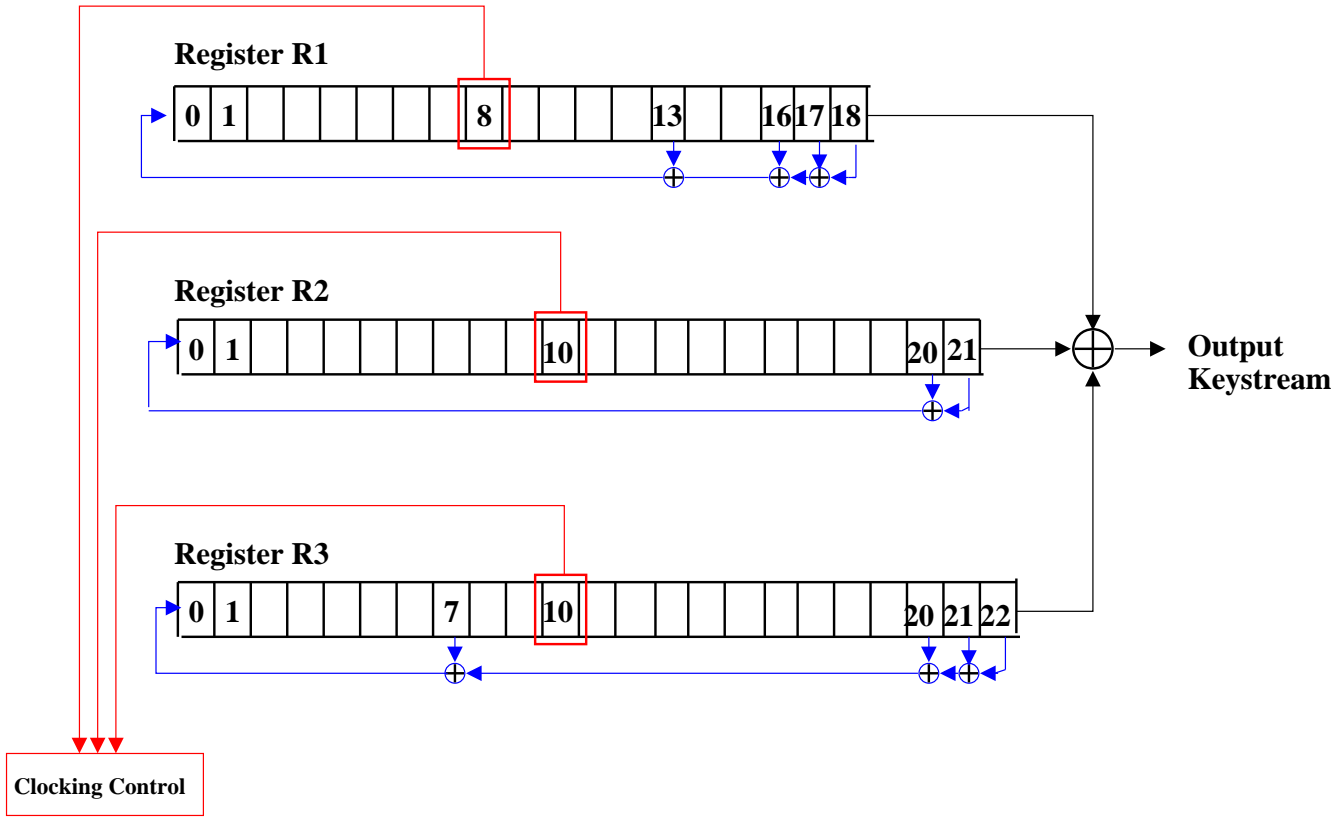 Register R1
0 1 8 13 16 17 18
Register R2
0 1 10 20 21
Output
Keystream
Register R3
0 1 7 10 20 21 22
Clocking Control